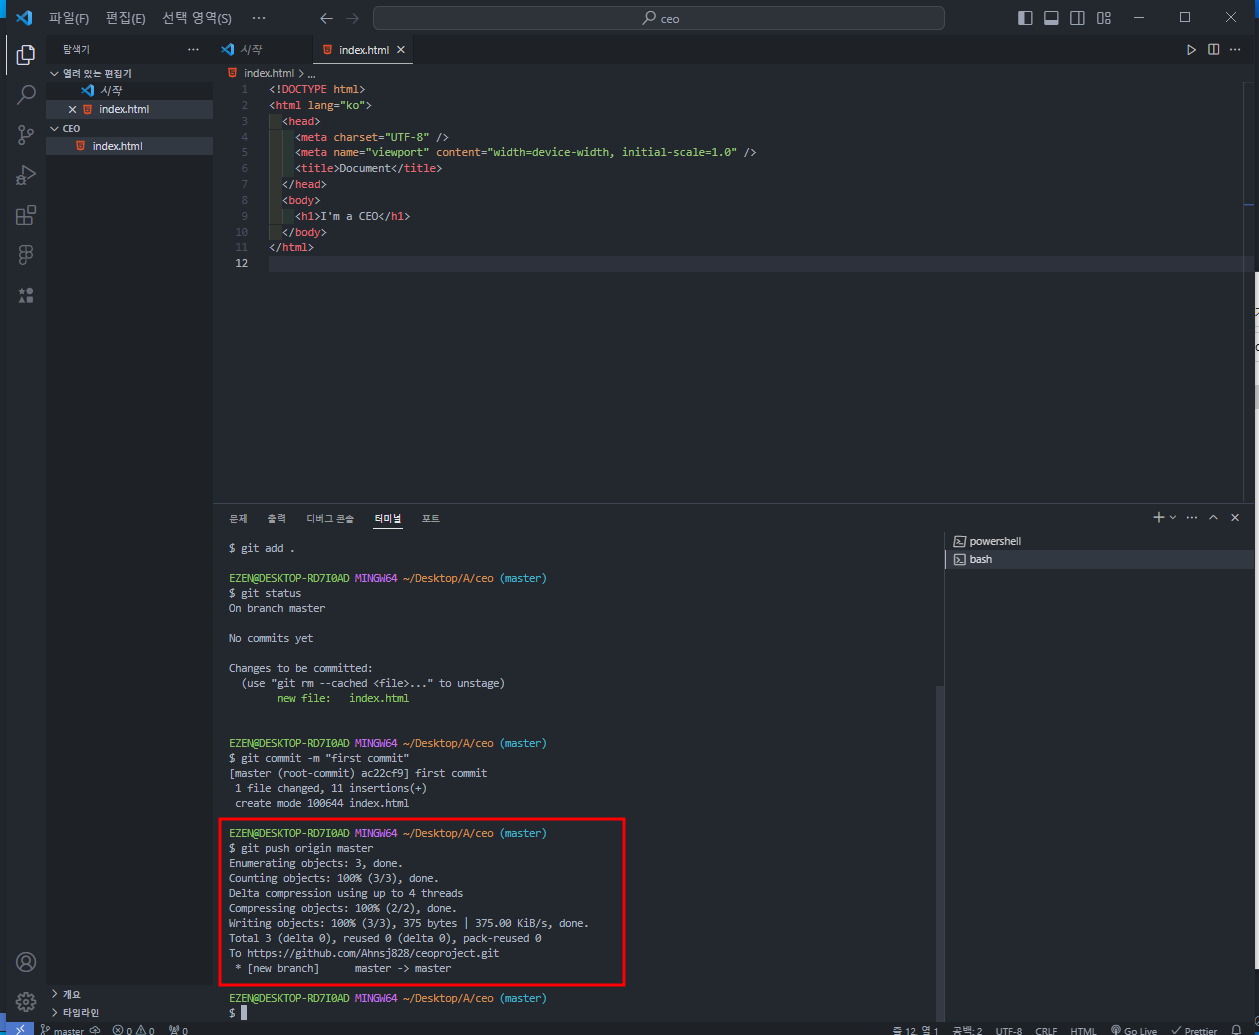 파일(F) 편집(E) 선택 영역(S) ··· ceo
탐색기 ··· 시작 index.html
열려 있는 편집기
시작
index.html
CEO
index.html
index.html > ...
1 <!DOCTYPE html>
2 <html lang="ko">
3 <head>
4 <meta charset="UTF-8" />
5 <meta name="viewport" content="width=device-width, initial-scale=1.0" />
6 <title>Document</title>
7 </head>
8 <body>
9 <h1>I'm a CEO</h1>
10 </body>
11 </html>
12
문제 출력 디버그 콘솔 터미널 포트
powershell
bash
$ git add .
EZEN@DESKTOP-RD7I0AD MINGW64 ~/Desktop/A/ceo (master)
$ git status
On branch master
No commits yet
Changes to be committed:
(use "git rm --cached <file>..." to unstage)
new file: index.html
EZEN@DESKTOP-RD7I0AD MINGW64 ~/Desktop/A/ceo (master)
$ git commit -m "first commit"
[master (root-commit) ac22cf9] first commit
1 file changed, 11 insertions(+)
create mode 100644 index.html
EZEN@DESKTOP-RD7I0AD MINGW64 ~/Desktop/A/ceo (master)
$ git push origin master
Enumerating objects: 3, done.
Counting objects: 100% (3/3), done.
Delta compression using up to 4 threads
Compressing objects: 100% (2/2), done.
Writing objects: 100% (3/3), 375 bytes | 375.00 KiB/s, done.
Total 3 (delta 0), reused 0 (delta 0), pack-reused 0
To https://github.com/Ahnsj828/ceoproject.git
* [new branch] master -> master
EZEN@DESKTOP-RD7I0AD MINGW64 ~/Desktop/A/ceo (master)
$
개요
타임라인
master 0 0 0 줄 12, 열 1 공백: 2 UTF-8 CRLF HTML Go Live Prettier